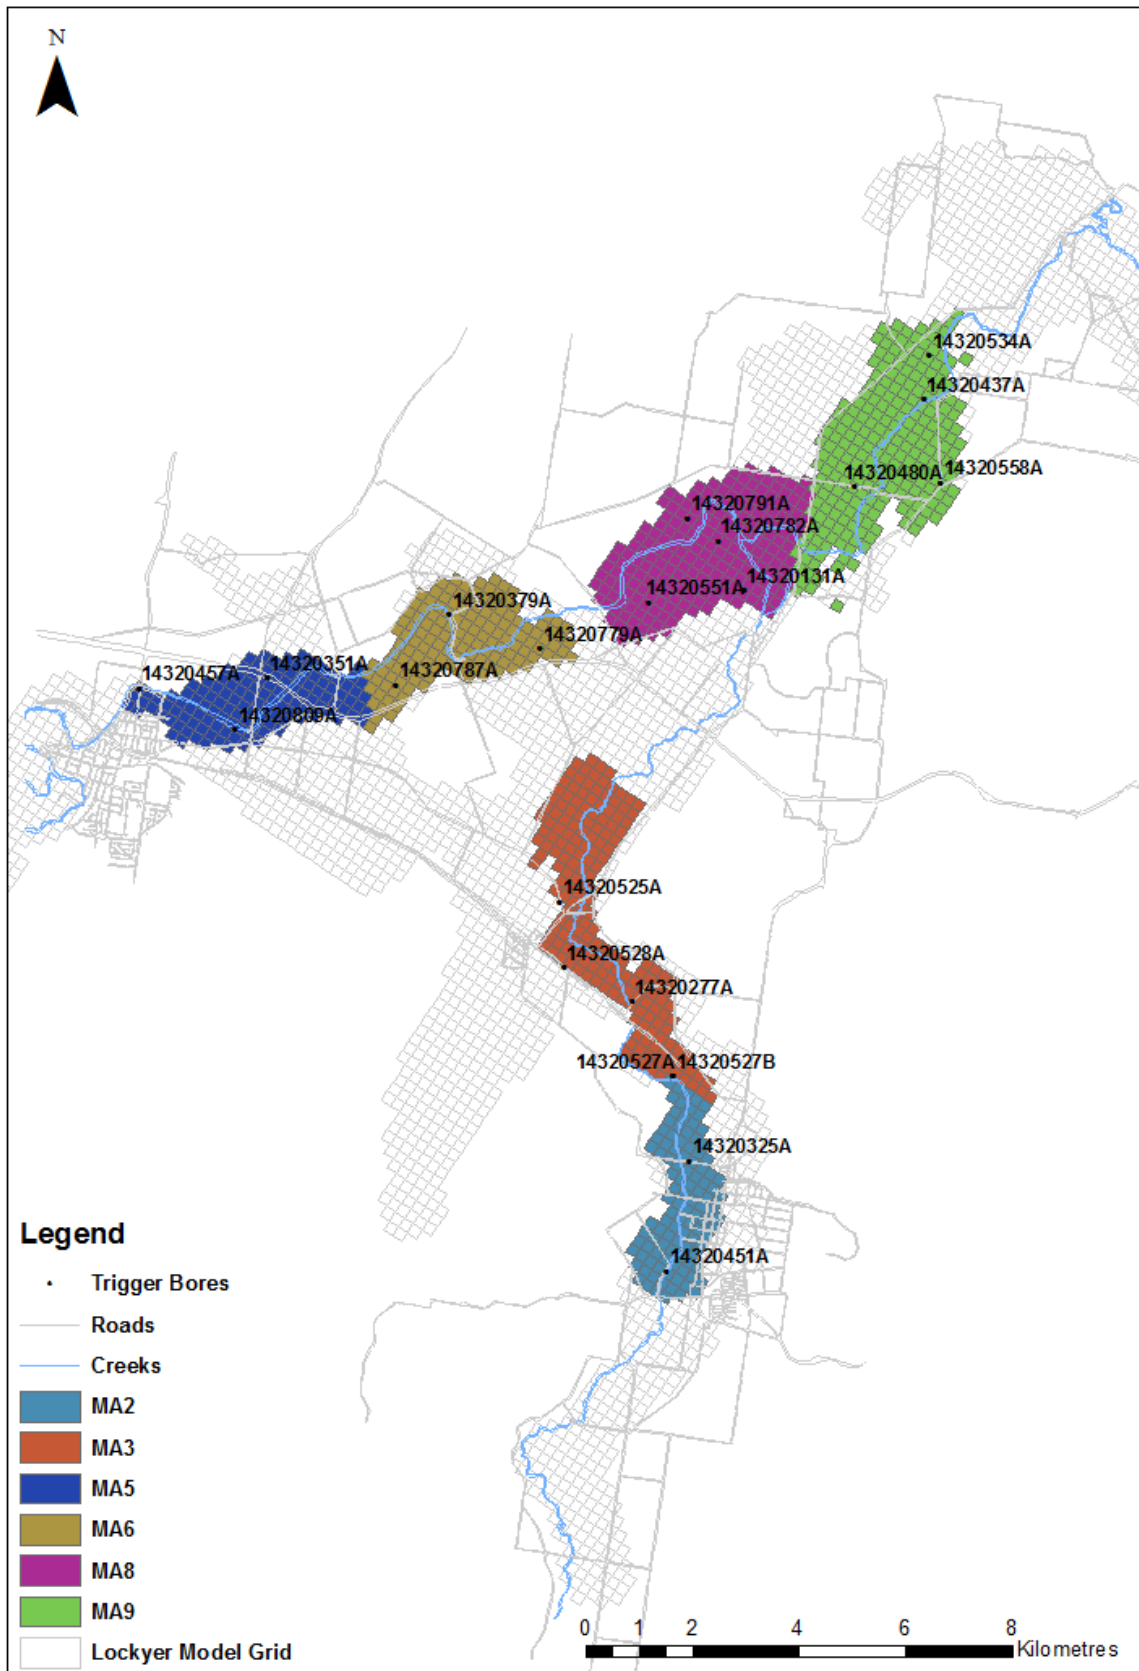 N
14320534A
14320437A
14320480A
14320558A
14320791A
14320782A
14320551A
14320131A
14320379A
14320779A
14320787A
14320351A
14320457A
14320809A
14320525A
14320528A
14320277A
14320527A
14320527B
14320325A
14320451A
Legend
Trigger Bores
Roads
Creeks
MA2
MA3
MA5
MA6
MA8
MA9
Lockyer Model Grid
0 1 2 4 6 8
Kilometres